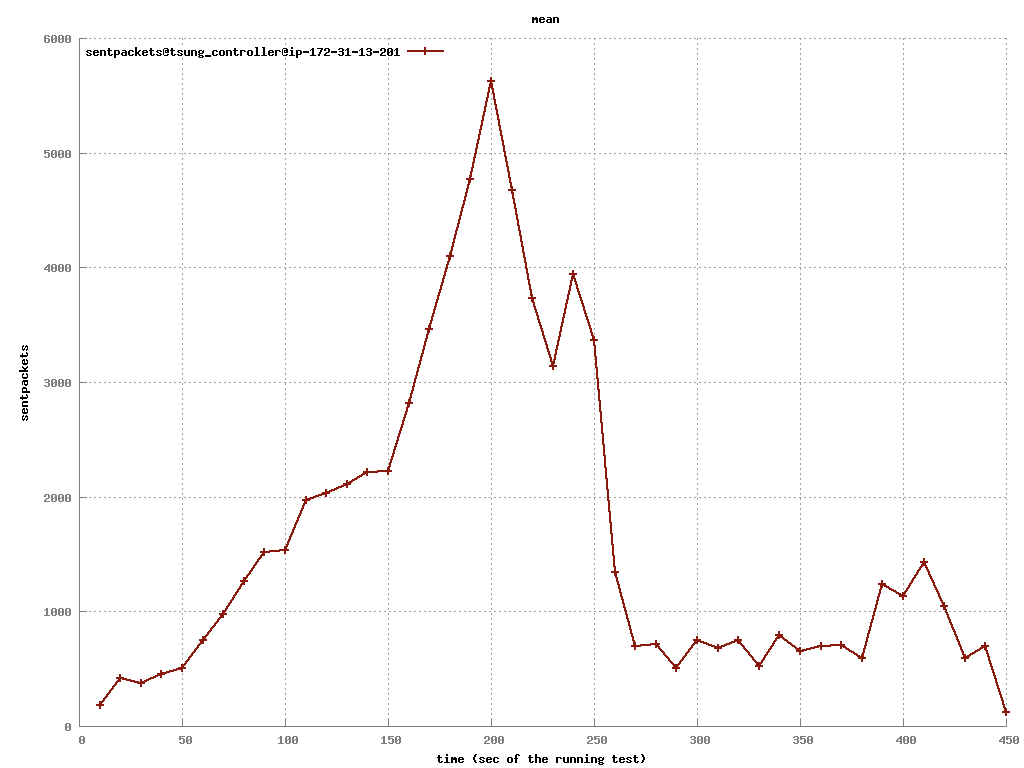 mean
6000
sentpackets@tsung_controller@ip-172-31-13-201
5000
4000
3000
2000
1000
0
sentpackets
0 50 100 150 200 250 300 350 400 450
time (sec of the running test)